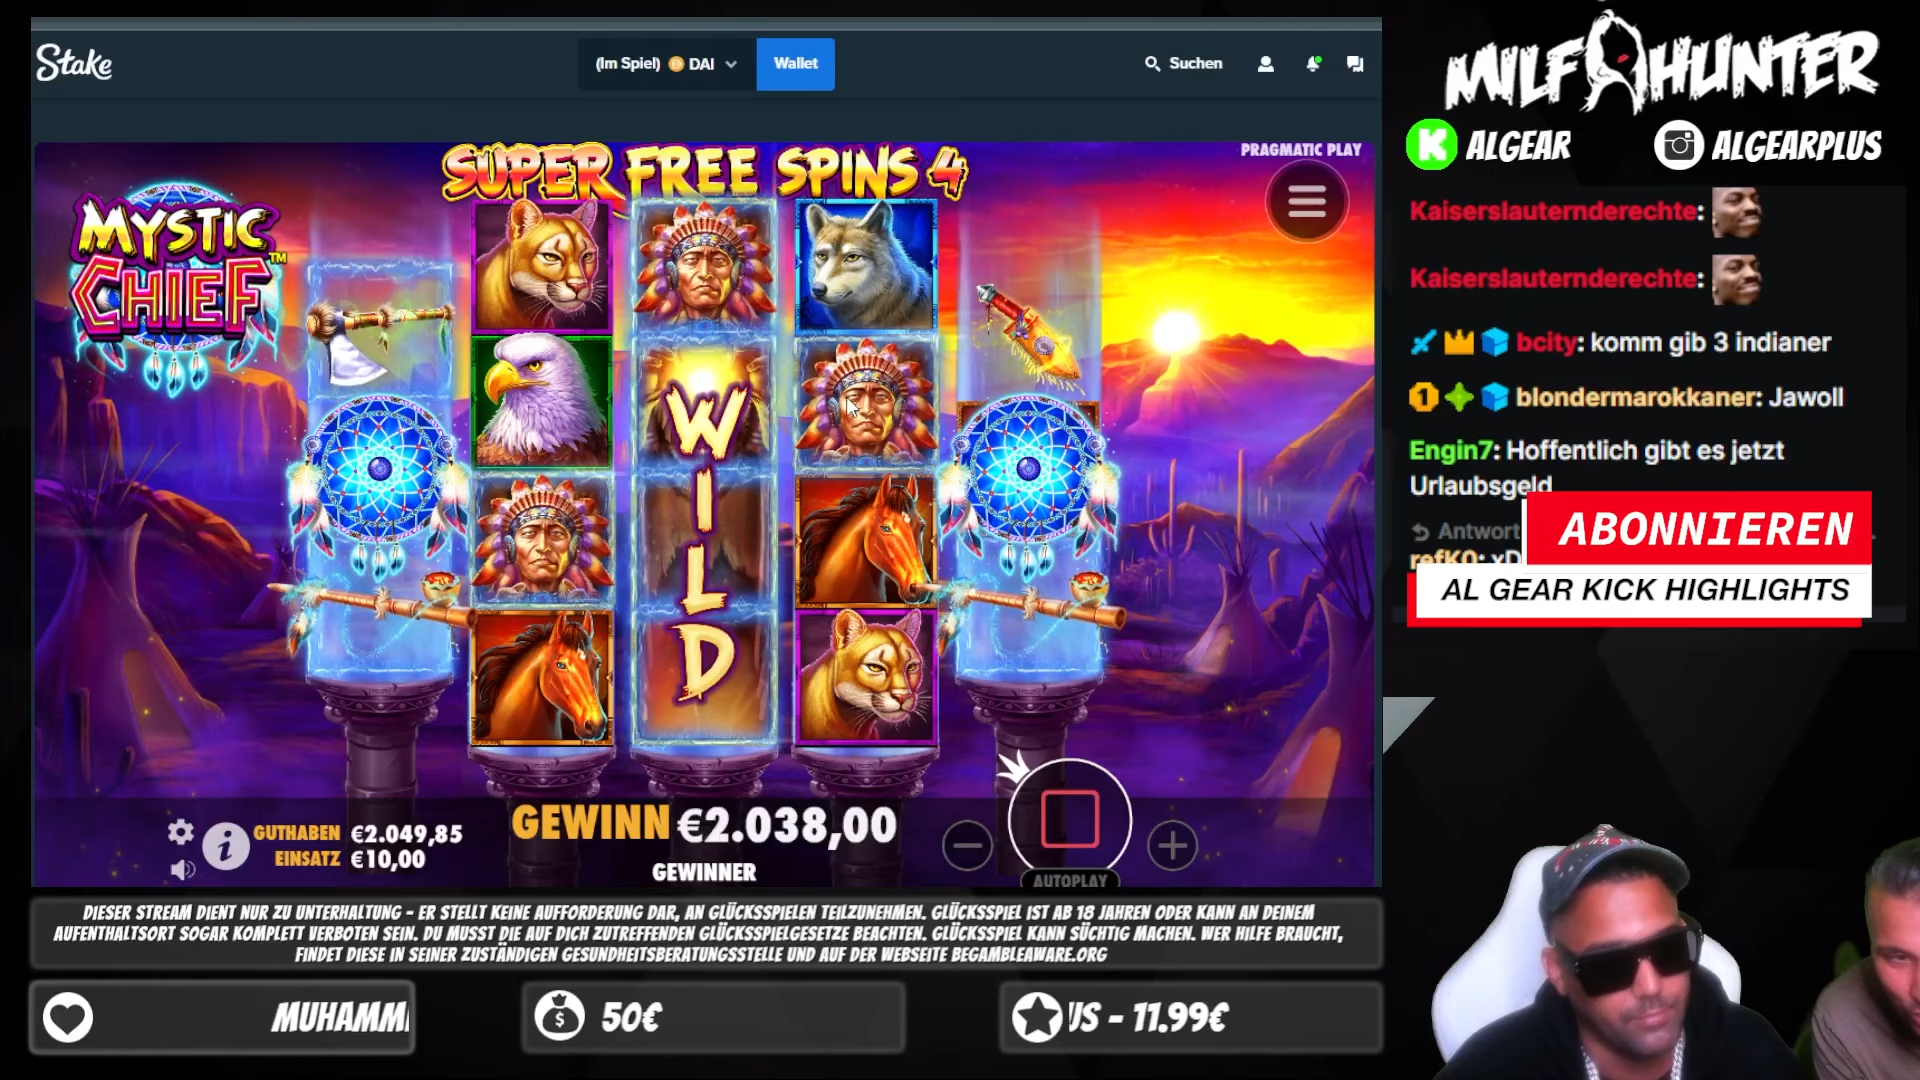 Stake
(Im Spiel) DAI
Wallet
Suchen
SUPER FREE SPINS 4
PRAGMATIC PLAY
MYSTIC
CHIEF™
WILD
GUTHABEN €2.049,85
EINSATZ €10,00
GEWINN €2.038,00
GEWINNER
AUTOPLAY
DIESER STREAM DIENT NUR ZU UNTERHALTUNG - ER STELLT KEINE AUFFORDERUNG DAR, AN GLÜCKSSPIELEN TEILZUNEHMEN. GLÜCKSSPIEL IST AB 18 JAHREN ODER KANN AN DEINEM
AUFENTHALTSORT SOGAR KOMPLETT VERBOTEN SEIN. DU MUSST DIE AUF DICH ZUTREFFENDEN GLÜCKSSPIELGESETZE BEACHTEN. GLÜCKSSPIEL KANN SÜCHTIG MACHEN. WER HILFE BRAUCHT,
FINDET DIESE IN SEINER ZUSTÄNDIGEN GESUNDHEITSBERATUNGSSTELLE UND AUF DER WEBSEITE BEGAMBLEAWARE.ORG
MUHAMM
50€
US - 11.99€
MILF HUNTER
K ALGEAR
ALGEARPLUS
Kaiserslauternderechte:
Kaiserslauternderechte:
bcity: komm gib 3 indianer
1 blondermarokkaner: Jawoll
Engin7: Hoffentlich gibt es jetzt
Urlaubsgeld
Antwort
refK0: xD
ABONNIEREN
AL GEAR KICK HIGHLIGHTS